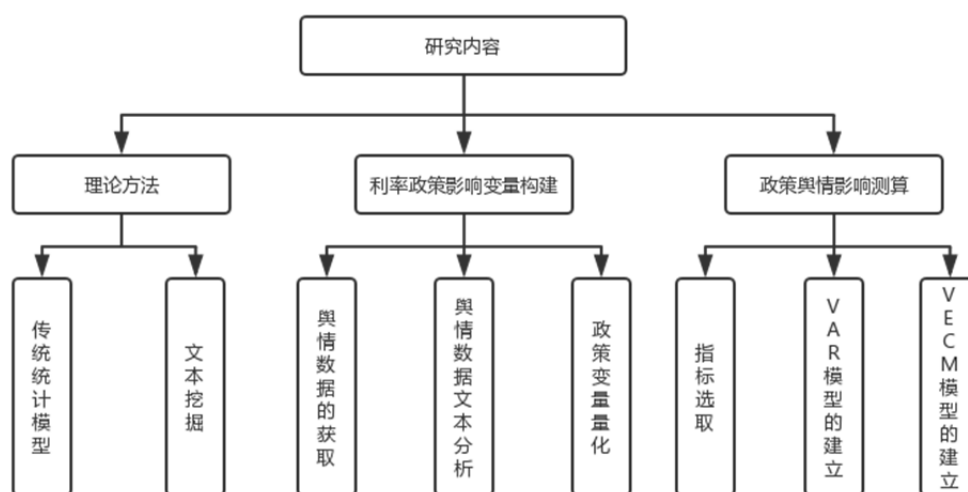 研究内容
理论方法
利率政策影响变量构建
政策舆情影响测算
传统统计模型
文本挖掘
舆情数据的获取
舆情数据文本分析
政策变量量化
指标选取
VAR模型的建立
VECM模型的建立